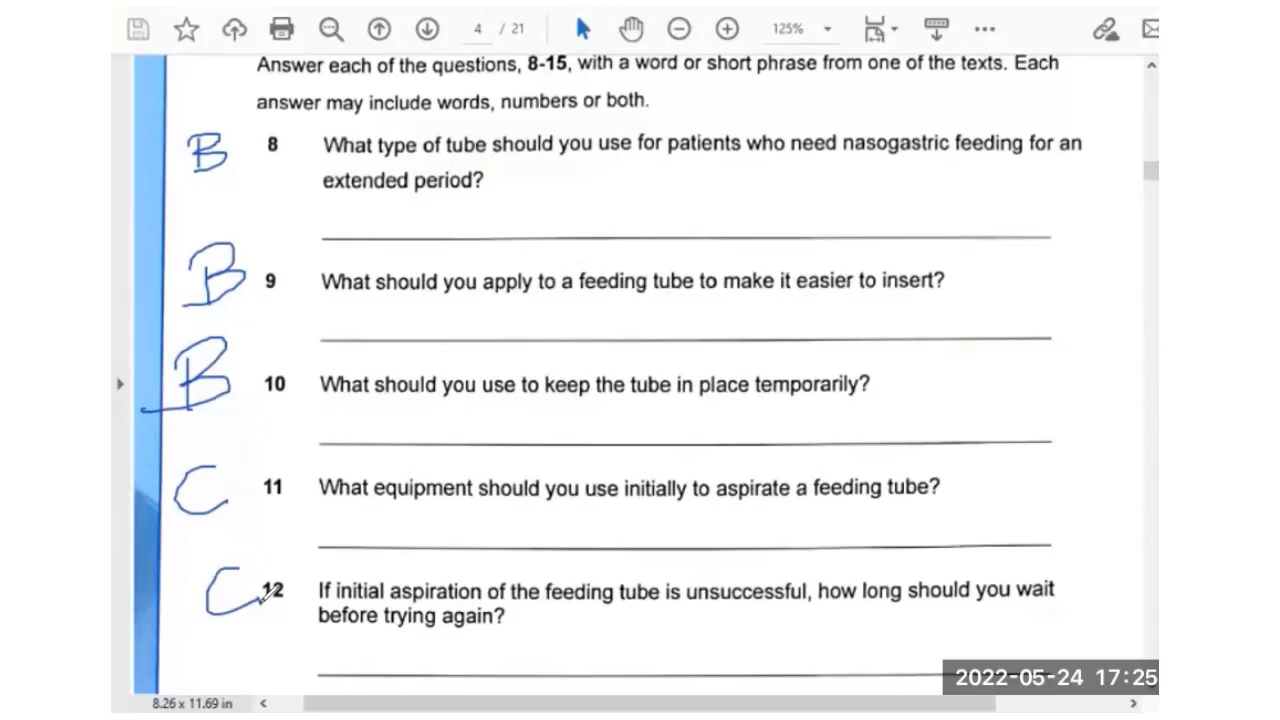 4 / 21
125%
Answer each of the questions, 8-15, with a word or short phrase from one of the texts. Each
answer may include words, numbers or both.
B 8 What type of tube should you use for patients who need nasogastric feeding for an
extended period?
B 9 What should you apply to a feeding tube to make it easier to insert?
B 10 What should you use to keep the tube in place temporarily?
C 11 What equipment should you use initially to aspirate a feeding tube?
C 12 If initial aspiration of the feeding tube is unsuccessful, how long should you wait
before trying again?
2022-05-24 17:25
8.26 x 11.69 in